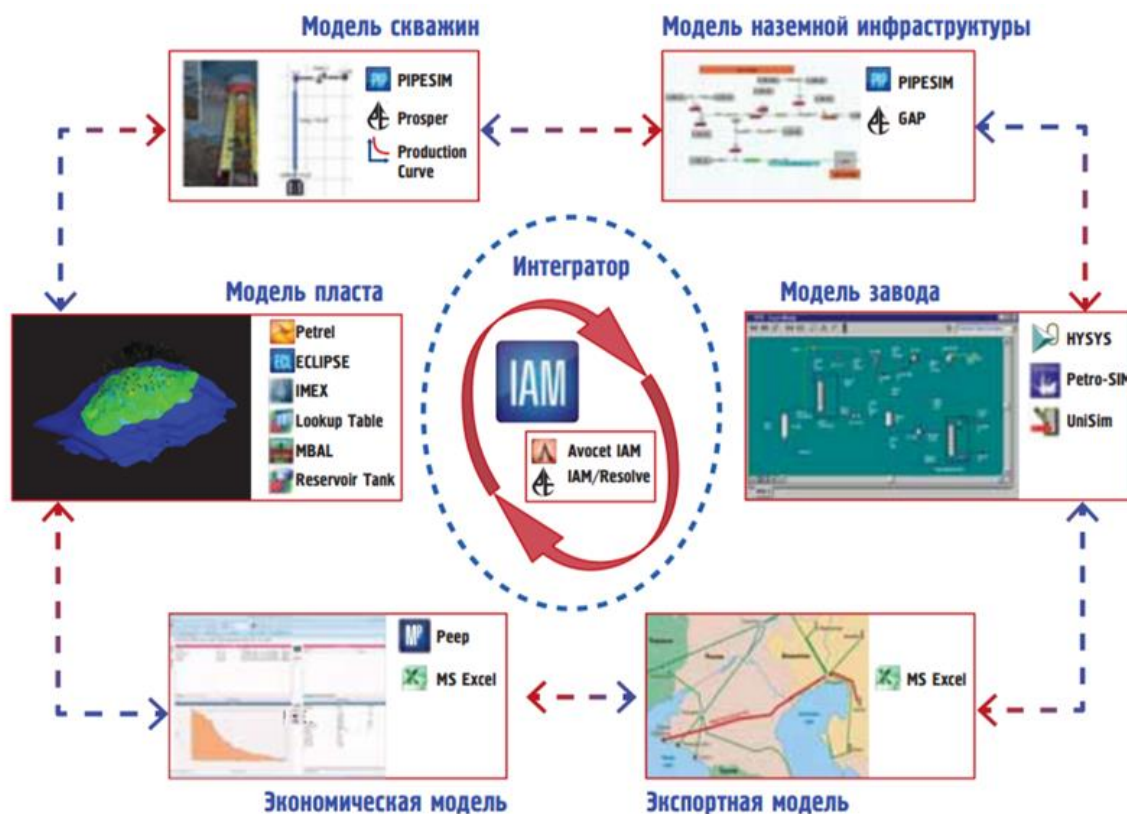 Модель скважин
PIPESIM
Prosper
Production
Curve
Модель наземной инфраструктуры
PIPESIM
GAP
Модель пласта
Petrel
ECLIPSE
IMEX
Lookup Table
MBAL
Reservoir Tank
Интегратор
IAM
Avocet IAM
IAM/Resolve
Модель завода
HYSYS
Petro-SIM
UniSim
Peep
MS Excel
Экономическая модель
MS Excel
Экспортная модель